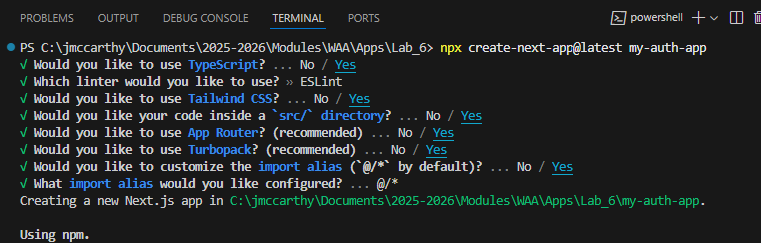 PROBLEMS OUTPUT DEBUG CONSOLE TERMINAL PORTS powershell
PS C:\jmccarthy\Documents\2025-2026\Modules\WAA\Apps\Lab_6> npx create-next-app@latest my-auth-app
√ Would you like to use TypeScript? ... No / Yes
√ Which linter would you like to use? » ESLint
√ Would you like to use Tailwind CSS? ... No / Yes
√ Would you like your code inside a `src/` directory? ... No / Yes
√ Would you like to use App Router? (recommended) ... No / Yes
√ Would you like to use Turbopack? (recommended) ... No / Yes
√ Would you like to customize the import alias (`@/*` by default)? ... No / Yes
√ What import alias would you like configured? ... @/*
Creating a new Next.js app in C:\jmccarthy\Documents\2025-2026\Modules\WAA\Apps\Lab_6\my-auth-app.
Using npm.